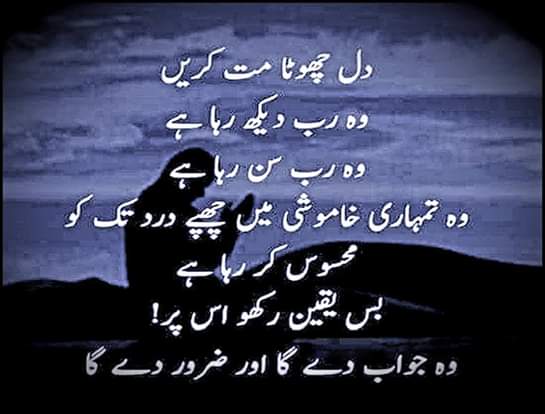 دل چھوٹا مت کریں
وہ رب دیکھ رہا ہے
وہ رب سن رہا ہے
وہ تمہاری خاموشی میں چھپے درد تک کو
محسوس کر رہا ہے
بس یقین رکھو اس پر!
وہ جواب دے گا اور ضرور دے گا